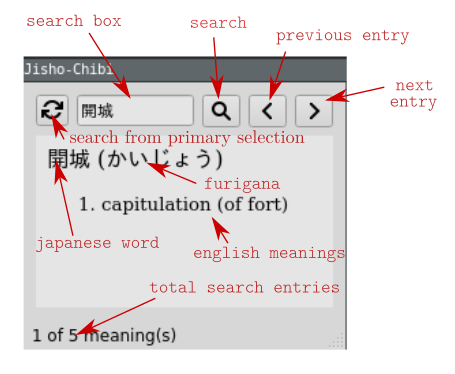 search box
search
previous entry
next
entry
Jisho-Chibi
開城
search from primary selection
開城 (かいじょう)
furigana
1. capitulation (of fort)
japanese word
english meanings
total search entries
1 of 5 meaning(s)